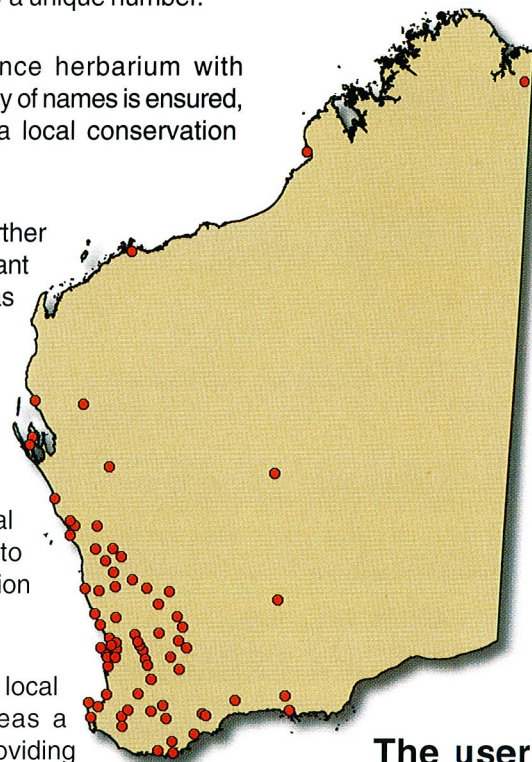 a unique number.
nce herbarium with
y of names is ensured,
a local conservation
rther
ant
as
al
to
ion
local
eas a
oviding
The user